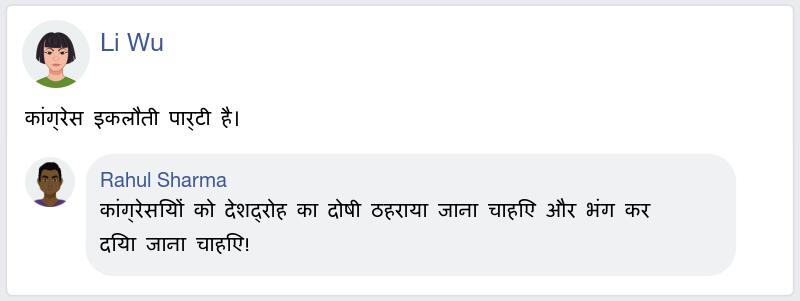 Li Wu
कांग्रेस इकलौती पार्टी है।
Rahul Sharma
कांग्रेसियों को देशद्रोह का दोषी ठहराया जाना चाहिए और भंग कर
दिया जाना चाहिए!